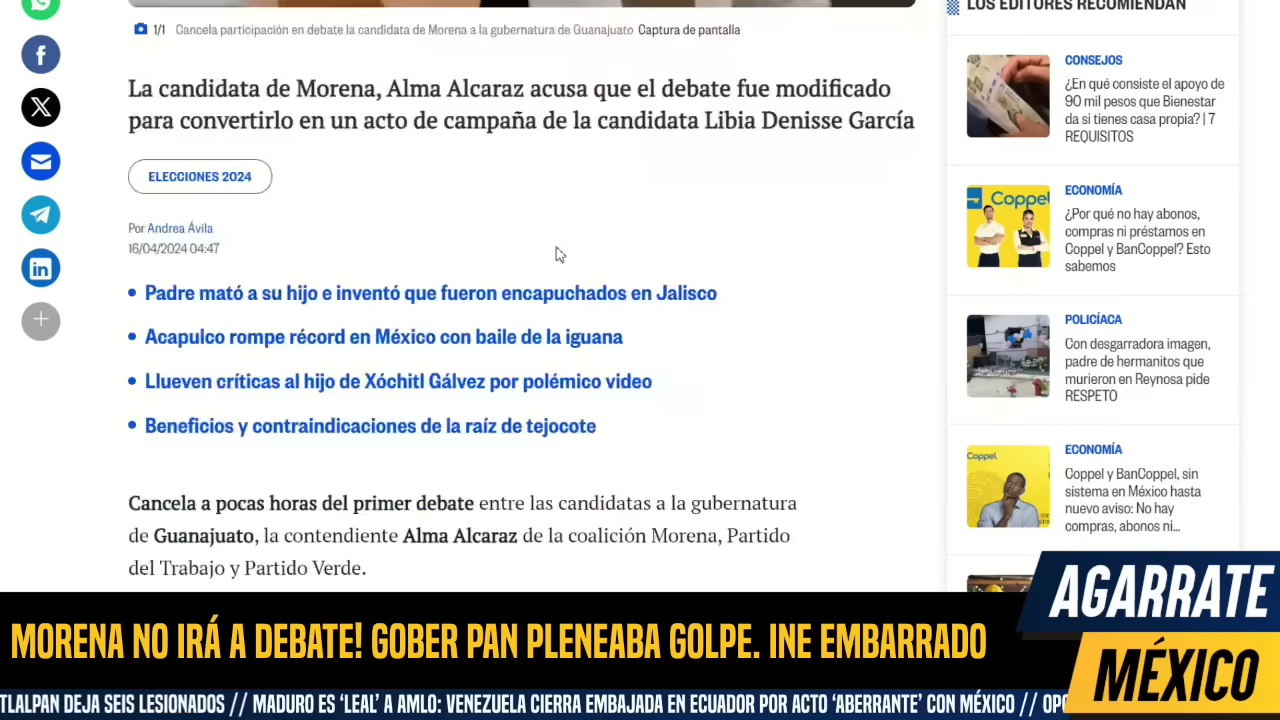 LOS EDITORES RECOMIENDAN
1/1 Cancela participación en debate la candidata de Morena a la gubernatura de Guanajuato Captura de pantalla
La candidata de Morena, Alma Alcaraz acusa que el debate fue modificado
para convertirlo en un acto de campaña de la candidata Libia Denisse García
ELECCIONES 2024
Por Andrea Ávila
16/04/2024 04:47
Padre mató a su hijo e inventó que fueron encapuchados en Jalisco
Acapulco rompe récord en México con baile de la iguana
Llueven críticas al hijo de Xóchitl Gálvez por polémico video
Beneficios y contraindicaciones de la raíz de tejocote
Cancela a pocas horas del primer debate entre las candidatas a la gubernatura
de Guanajuato, la contendiente Alma Alcaraz de la coalición Morena, Partido
del Trabajo y Partido Verde.
CONSEJOS
¿En qué consiste el apoyo de
90 mil pesos que Bienestar
da si tienes casa propia? | 7
REQUISITOS
Coppel
ECONOMÍA
¿Por qué no hay abonos,
compras ni préstamos en
Coppel y BanCoppel? Esto
sabemos
POLICÍACA
Con desgarradora imagen,
padre de hermanitos que
murieron en Reynosa pide
RESPETO
Coppel
ECONOMÍA
Coppel y BanCoppel, sin
sistema en México hasta
nuevo aviso: No hay
compras, abonos ni…
AGARRATE
MÉXICO
MORENA NO IRÁ A DEBATE! GOBER PAN PLENEABA GOLPE. INE EMBARRADO
TLALPAN DEJA SEIS LESIONADOS // MADURO ES ‘LEAL’ A AMLO: VENEZUELA CIERRA EMBAJADA EN ECUADOR POR ACTO ‘ABERRANTE’ CON MÉXICO // OPO